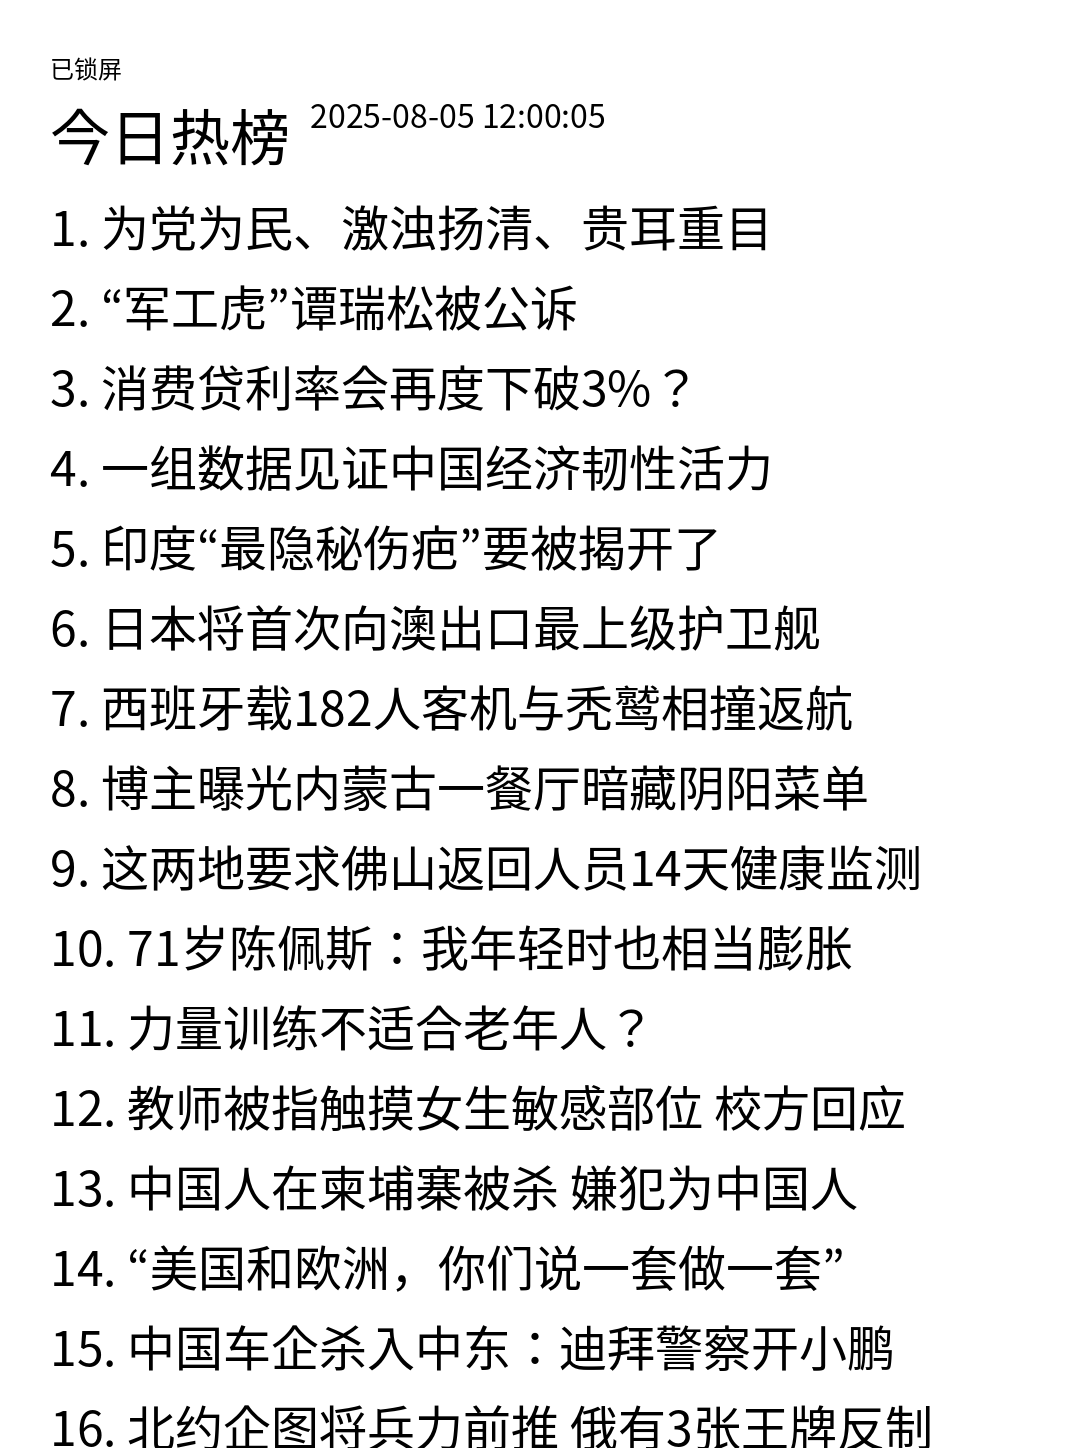 已锁屏
今日热榜 2025-08-05 12:00:05
1. 为党为民、激浊扬清、贵耳重目
2. “军工虎”谭瑞松被公诉
3. 消费贷利率会再度下破3%？
4. 一组数据见证中国经济韧性活力
5. 印度“最隐秘伤疤”要被揭开了
6. 日本将首次向澳出口最上级护卫舰
7. 西班牙载182人客机与秃鹫相撞返航
8. 博主曝光内蒙古一餐厅暗藏阴阳菜单
9. 这两地要求佛山返回人员14天健康监测
10. 71岁陈佩斯：我年轻时也相当膨胀
11. 力量训练不适合老年人？
12. 教师被指触摸女生敏感部位 校方回应
13. 中国人在柬埔寨被杀 嫌犯为中国人
14. “美国和欧洲，你们说一套做一套”
15. 中国车企杀入中东：迪拜警察开小鹏
16. 北约企图将兵力前推 俄有3张王牌反制